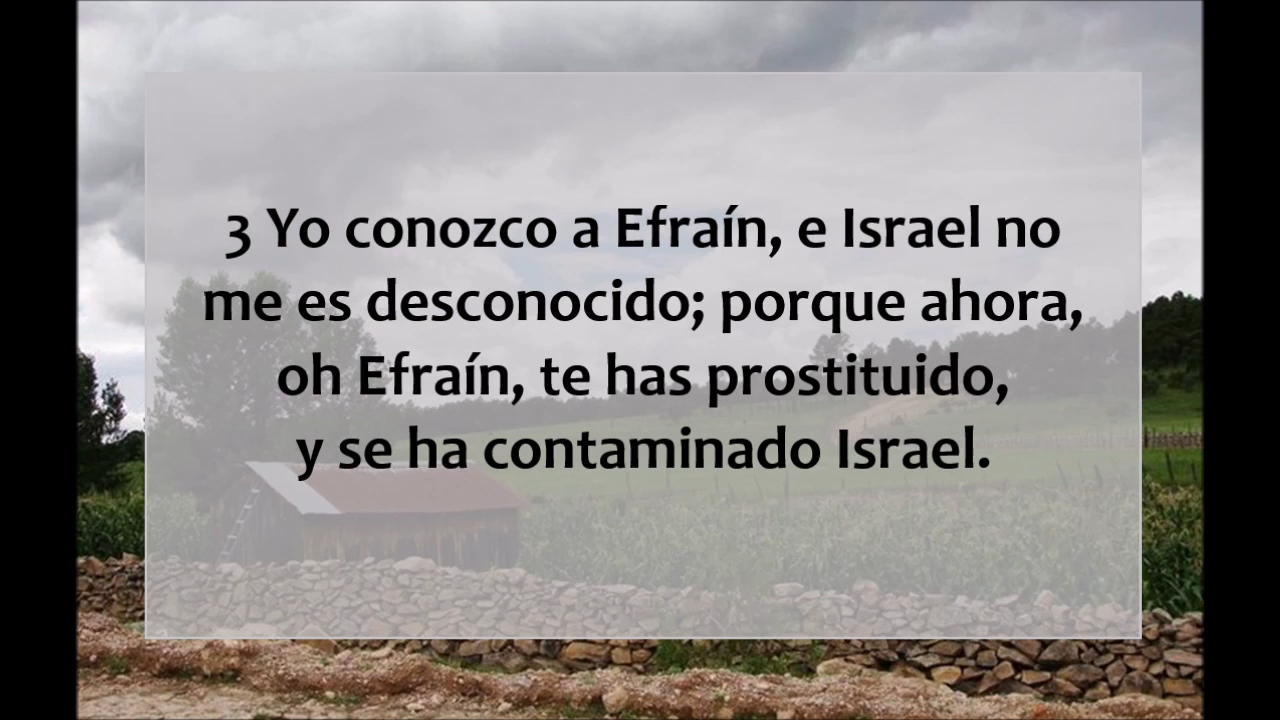 3 Yo conozco a Efraín, e Israel no
me es desconocido; porque ahora,
oh Efraín, te has prostituido,
y se ha contaminado Israel.